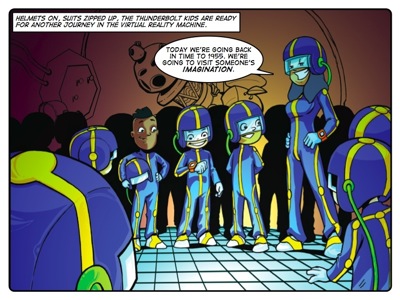 HELMETS ON, SUITS ZIPPED UP, THE THUNDERBOLT KIDS ARE READY
FOR ANOTHER JOURNEY IN THE VIRTUAL REALITY MACHINE.
TODAY WE'RE GOING BACK
IN TIME TO 1955. WE'RE
GOING TO VISIT SOMEONE'S
IMAGINATION.